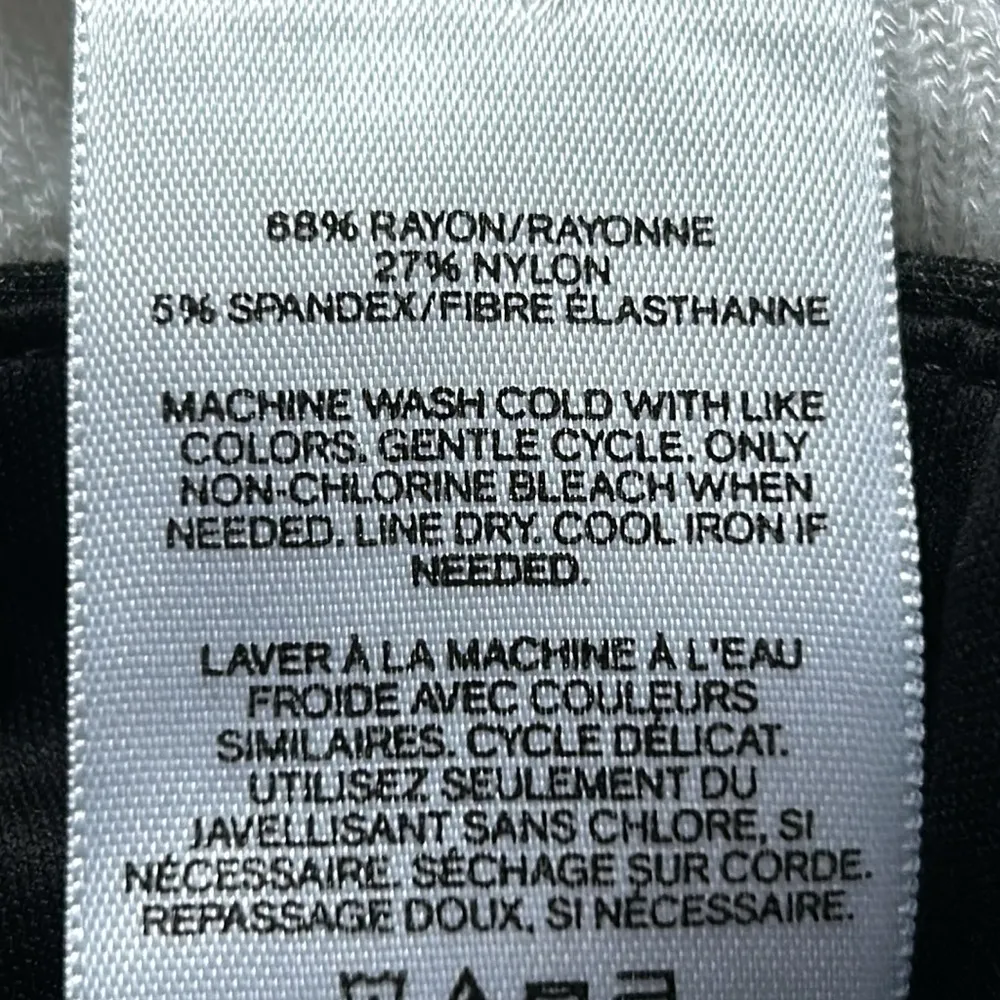 68% RAYON/RAYONNE
27% NYLON
5% SPANDEX/FIBRE ÉLASTHANNE
MACHINE WASH COLD WITH LIKE
COLORS. GENTLE CYCLE. ONLY
NON-CHLORINE BLEACH WHEN
NEEDED. LINE DRY. COOL IRON IF
NEEDED.
LAVER À LA MACHINE À L'EAU
FROIDE AVEC COULEURS
SIMILAIRES. CYCLE DÉLICAT.
UTILISEZ SEULEMENT DU
JAVELLISANT SANS CHLORE, SI
NÉCESSAIRE. SÉCHAGE SUR CORDE.
REPASSAGE DOUX, SI NÉCESSAIRE.